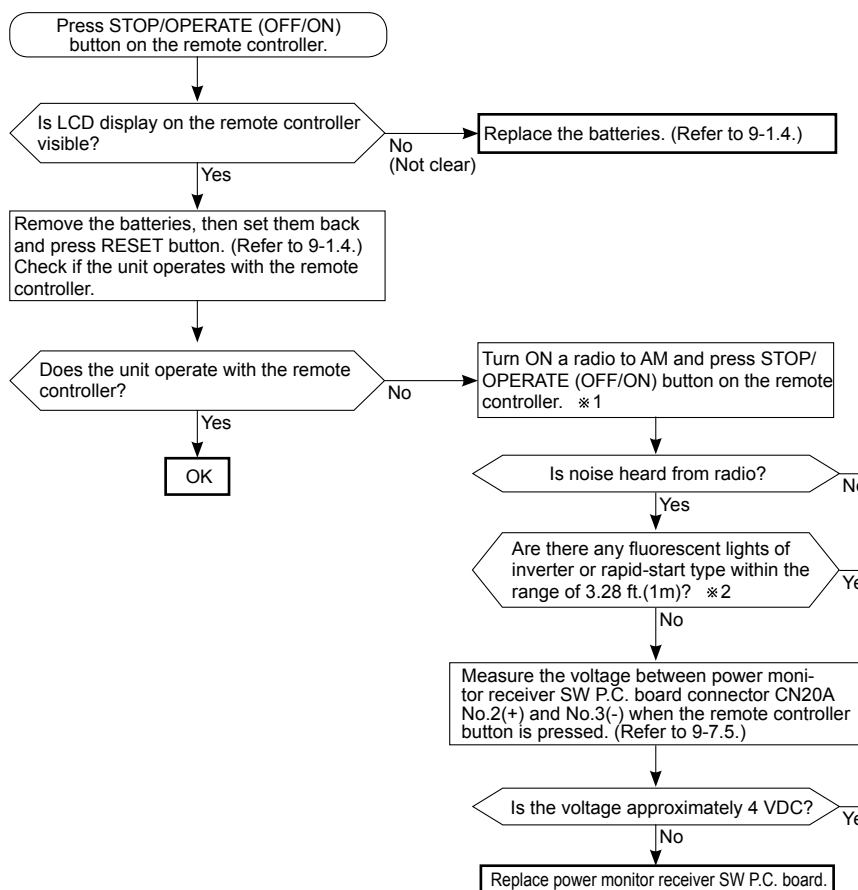 Press STOP/OPERATE (OFF/ON)
button on the remote controller.
Is LCD display on the remote controller
visible?
No
(Not clear)
Replace the batteries. (Refer to 9-1.4.)
Yes
Remove the batteries, then set them back
and press RESET button. (Refer to 9-1.4.)
Check if the unit operates with the remote
controller.
Does the unit operate with the remote
controller?
No
Yes
OK
Turn ON a radio to AM and press STOP/
OPERATE (OFF/ON) button on the remote
controller. ※1
Is noise heard from radio?
No
Yes
Are there any fluorescent lights of
inverter or rapid-start type within the
range of 3.28 ft.(1m)? ※2
Ye
No
Measure the voltage between power moni-
tor receiver SW P.C. board connector CN20A
No.2(+) and No.3(-) when the remote controller
button is pressed. (Refer to 9-7.5.)
Is the voltage approximately 4 VDC?
Ye
No
Replace power monitor receiver SW P.C. board.